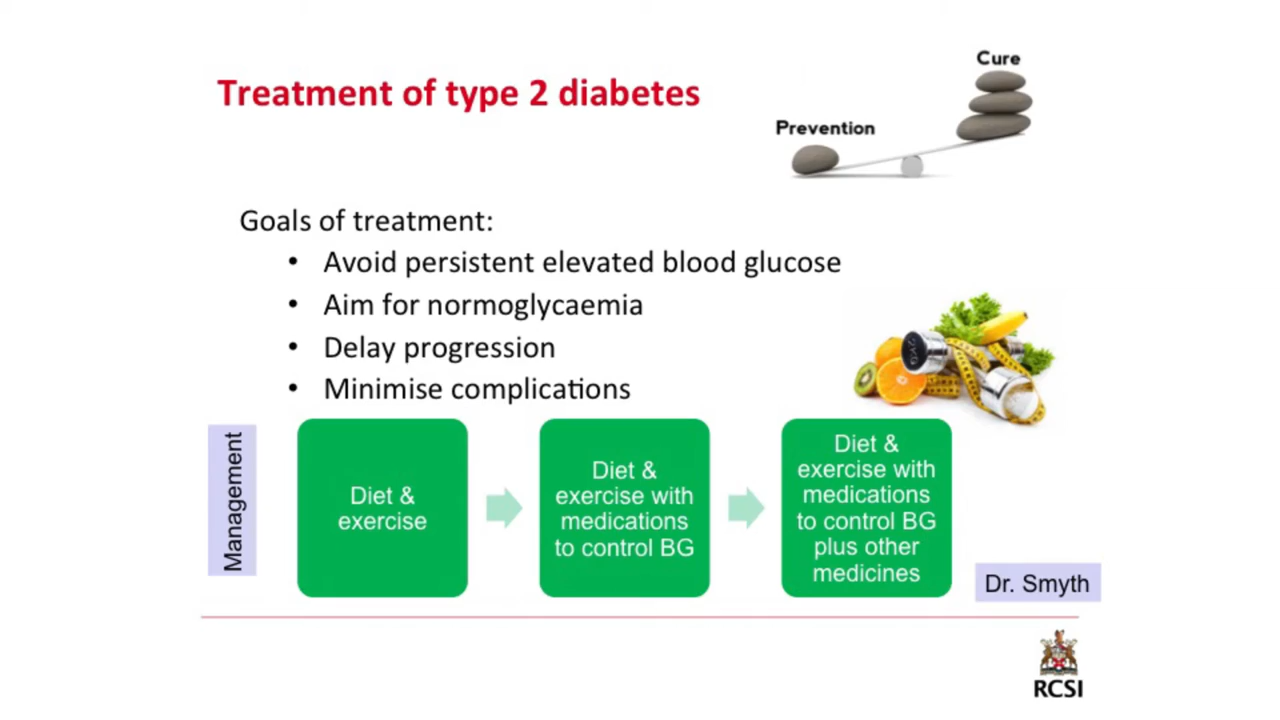 Treatment of type 2 diabetes
Cure
Prevention
Goals of treatment:
• Avoid persistent elevated blood glucose
• Aim for normoglycaemia
• Delay progression
• Minimise complications
Management
Diet &
exercise
Diet &
exercise with
medications
to control BG
Diet &
exercise with
medications
to control BG
plus other
medicines
Dr. Smyth
RCSI